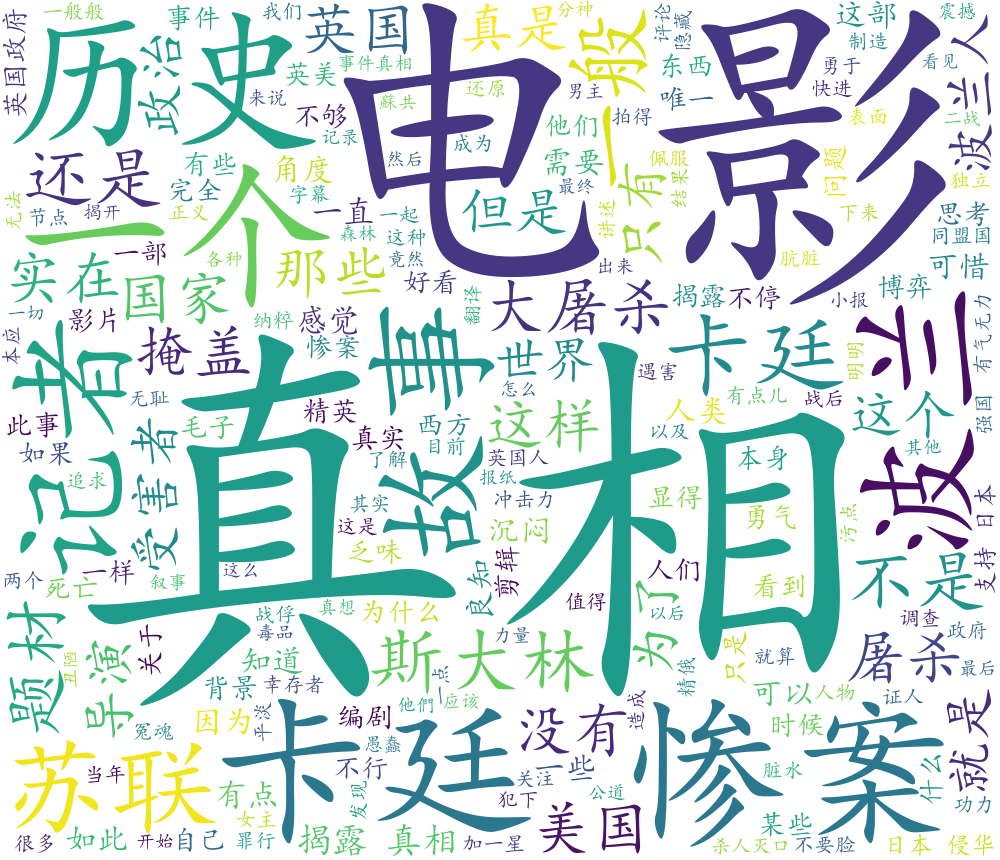 一般般
事件
我们
英国
真是
分神
一般
评论
隐藏
这部
制造
震撼
看见
波兰人
英国政府
历史
政治
英美
事件真相
还原
男主
东西
勇于
快进
来说
不够
蘇共
电影
拍得
唯一
表面
二战
记录
成为
他们
还是
有些
角度
然后
但是
需要
佩服
问题
独立
完全
字幕
最终
只有
结果
无法
节点
揭开
正义
一个
一直
一起
讲述
下来
思考
森林
这种
同盟国
一部
各种
竟然
出来
肮脏
可惜
实在
国家
那些
好看
大屠杀
揭露
不停
小报
博弈
一切
影片
纳粹
感觉
翻译
本应
掩盖
惨案
故事
世界
卡廷
波兰
有气无力
遇害
明明
记者
无耻
怎么
此事
精英
西方
这样
人类
有点儿
战后
这个
强国
受害者
毛子
真实
目前
如果
了解
英国人
以及
本身
其他
追求
报纸
其实
冲击力
显得
勇气
污点
日本
真相
这是
沉闷
不是
乏味
剪辑
人们
两个
死亡
一样
叙事
这么
良知
看到
支持
战俘
真想
为什么
值得
为了
以后
调查
题材
毒品
力量
只是
政府
丑陋
导演
关于
知道
斯大林
就算
屠杀
最后
精俄
背景
幸存者
一点
他們
应该
造成
可以
人物
证人
冤魂
因为
平淡
编剧
没有
时候
就是
苏联
卡廷
惨案
愚蠢
当年
不行
一些
关注
脏水
什么
功力
有点
发现
犯下
公道
女主
美国
某些
很多
如此
开始
自己
罪行
揭露 真相
加一星
杀人灭口
不要脸
日本 侵华